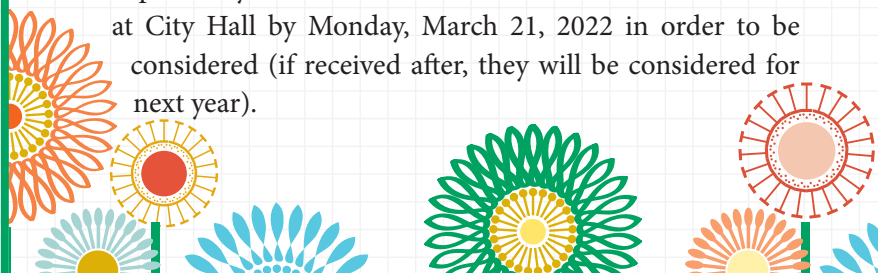 at City Hall by Monday, March 21, 2022 in order to be
considered (if received after, they will be considered for
next year).